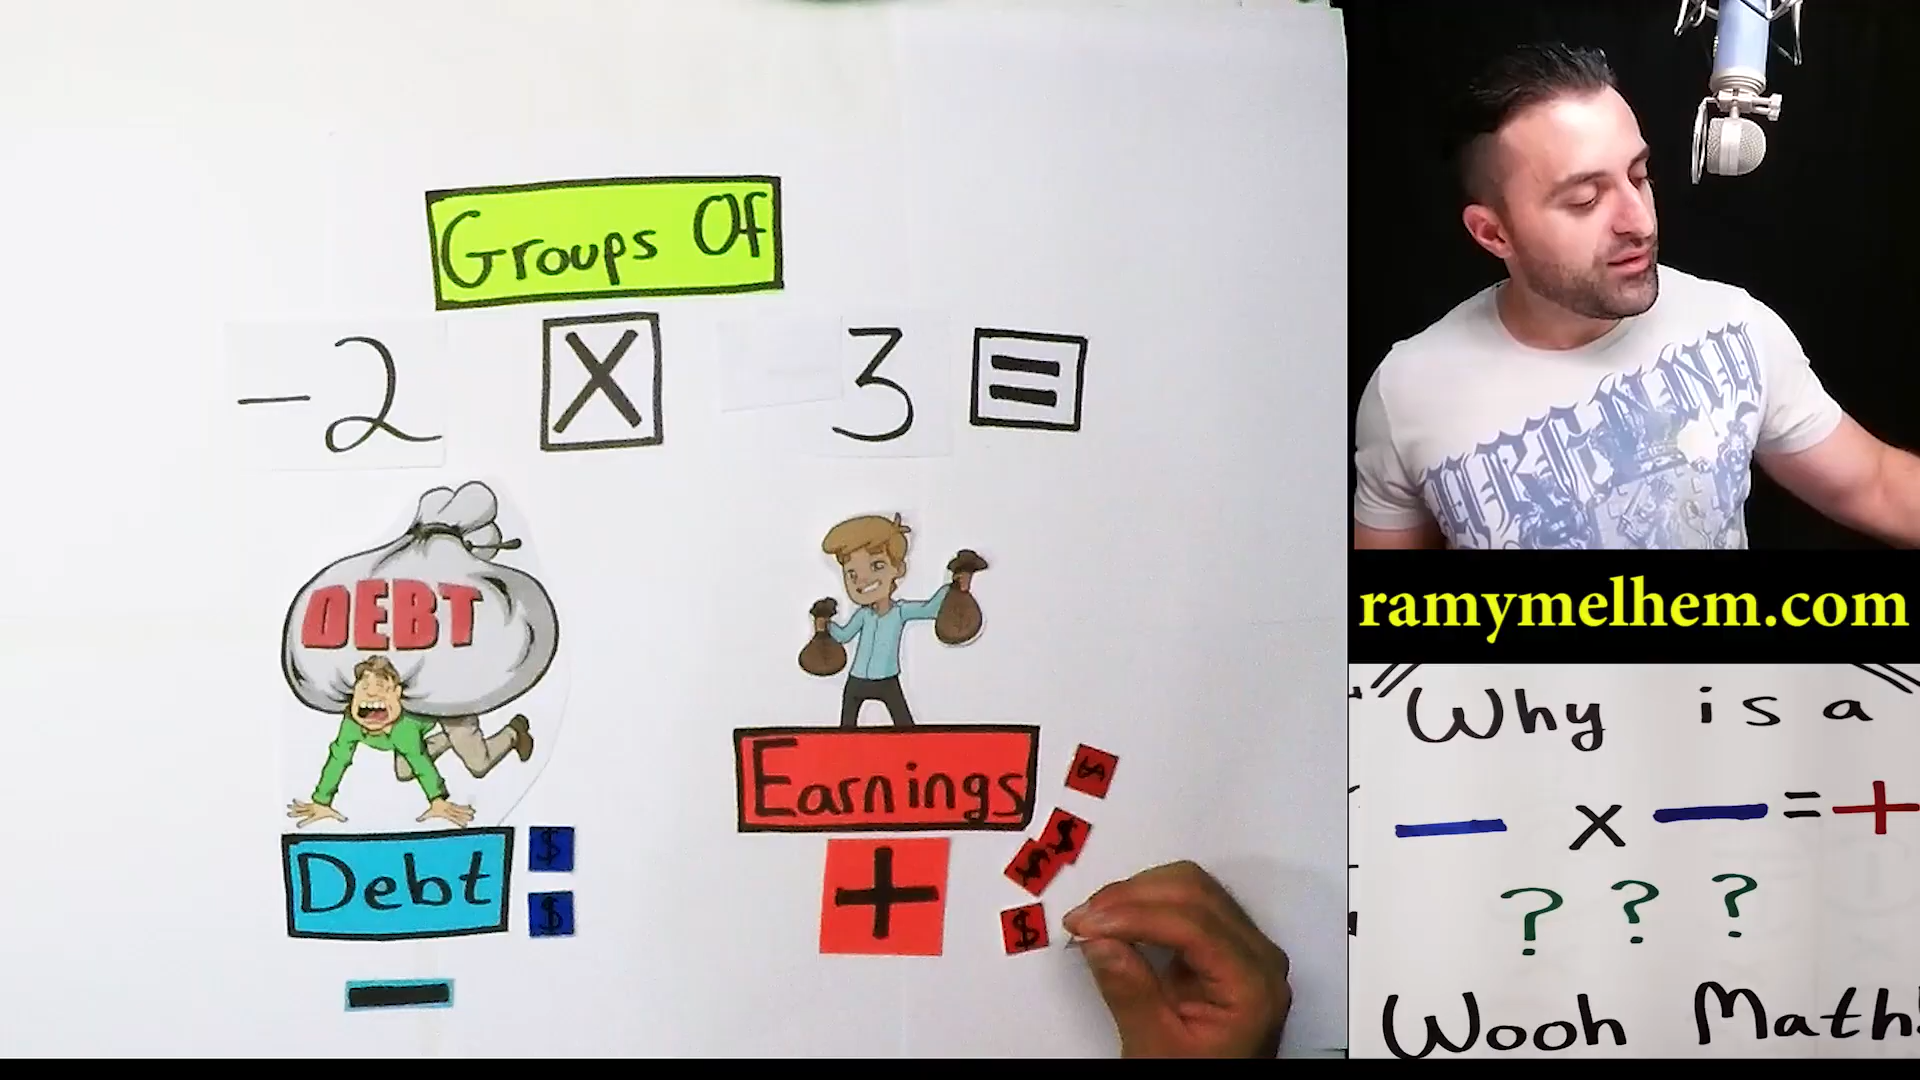 Groups Of
-2 X 3 =
DEBT
Earnings
Debt
$
$
+
$
$
$
$
-
ramymelhem.com
Why is a
- x - = +
? ? ?
Wooh Math!